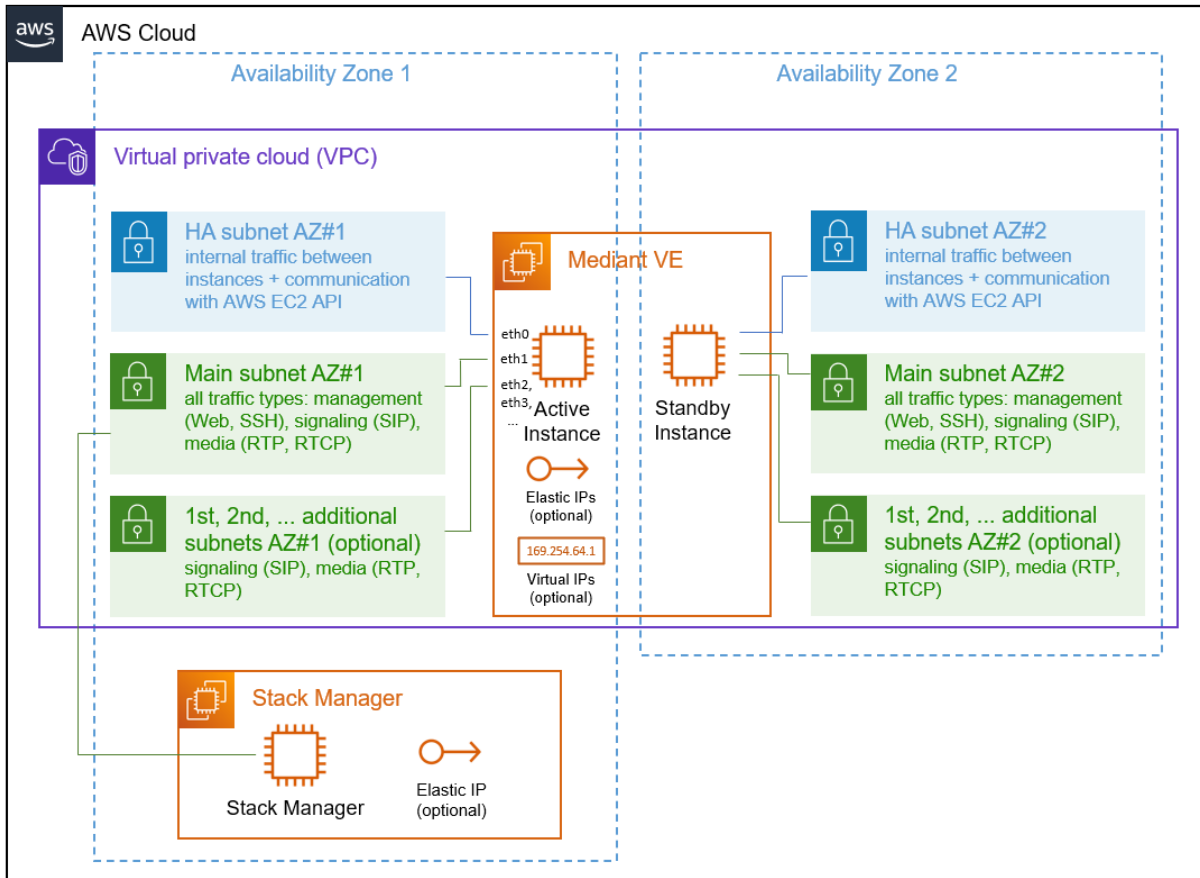 aws
AWS Cloud
Availability Zone 1
Availability Zone 2
Virtual private cloud (VPC)
HA subnet AZ#1
internal traffic between
instances + communication
with AWS EC2 API
Main subnet AZ#1
all traffic types: management
(Web, SSH), signaling (SIP),
media (RTP, RTCP)
1st, 2nd, ... additional
subnets AZ#1 (optional)
signaling (SIP), media (RTP,
RTCP)
Mediant VE
eth0
eth1
eth2,
eth3,
...
Active
Instance
Elastic IPs
(optional)
169.254.64.1
Virtual IPs
(optional)
Standby
Instance
HA subnet AZ#2
internal traffic between
instances + communication
with AWS EC2 API
Main subnet AZ#2
all traffic types: management
(Web, SSH), signaling (SIP),
media (RTP, RTCP)
1st, 2nd, ... additional
subnets AZ#2 (optional)
signaling (SIP), media (RTP,
RTCP)
Stack Manager
Stack Manager
Elastic IP
(optional)